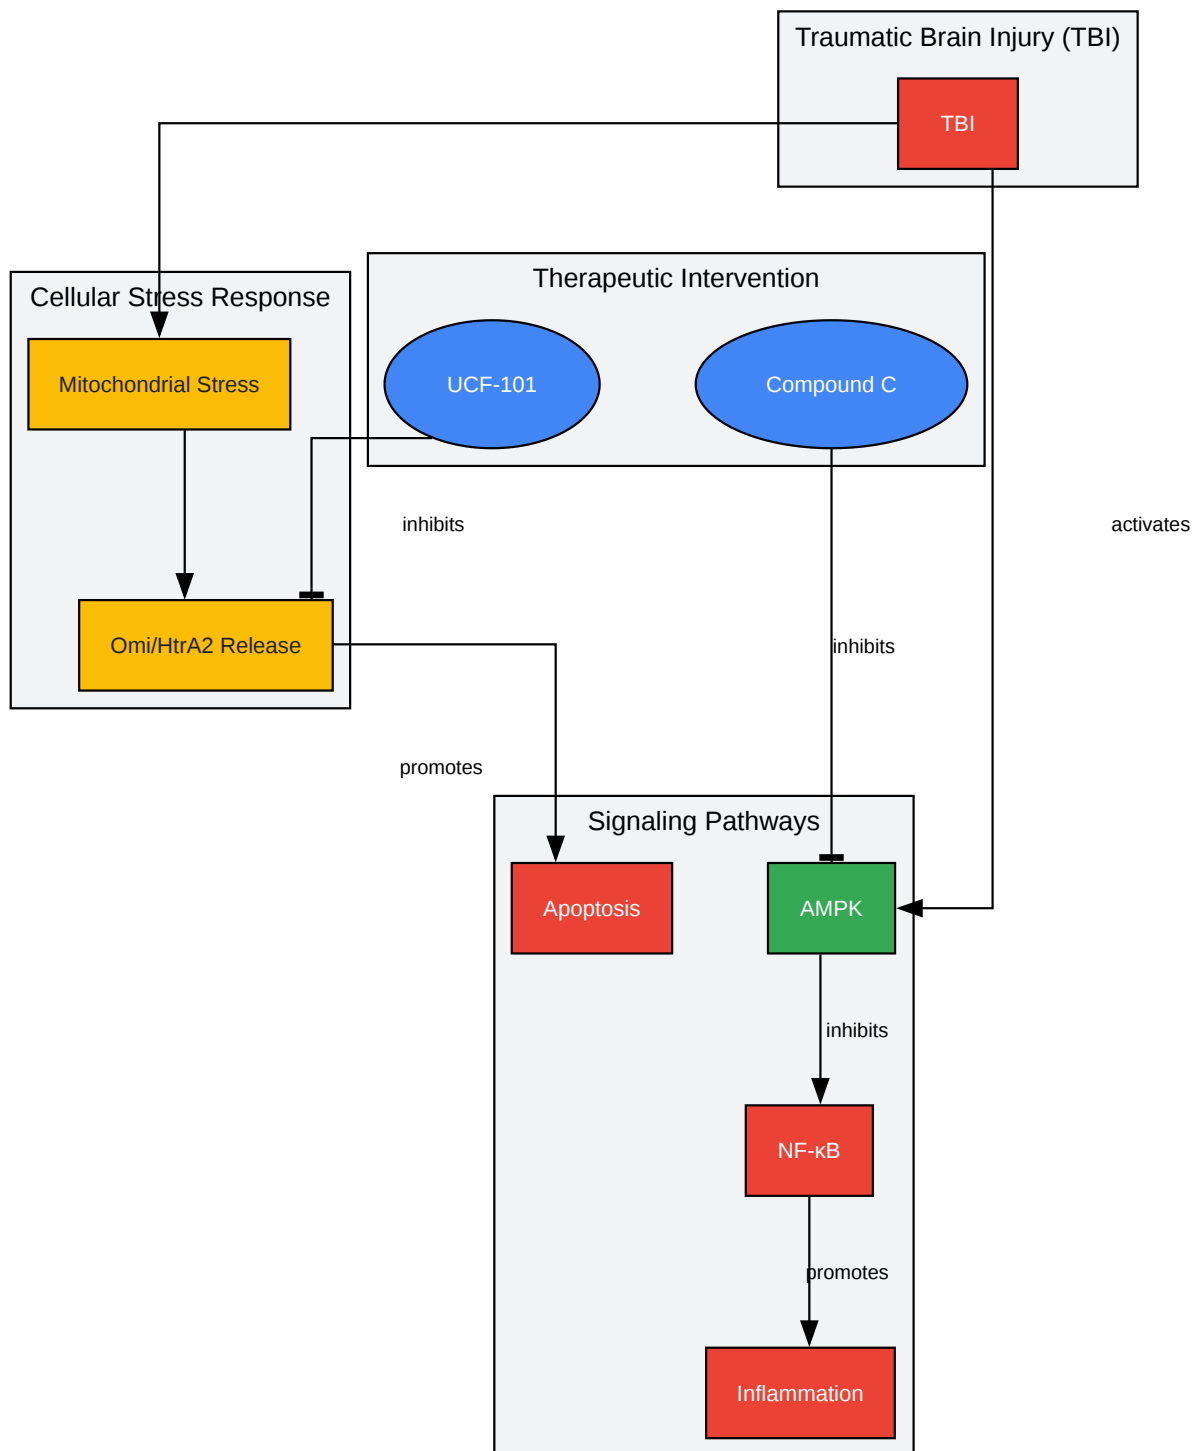 Traumatic Brain Injury (TBI)
TBI
Cellular Stress Response
Therapeutic Intervention
Mitochondrial Stress
UCF-101
Compound C
inhibits
activates
Omi/HtrA2 Release
inhibits
promotes
Signaling Pathways
Apoptosis
AMPK
inhibits
NF-κB
promotes
Inflammation